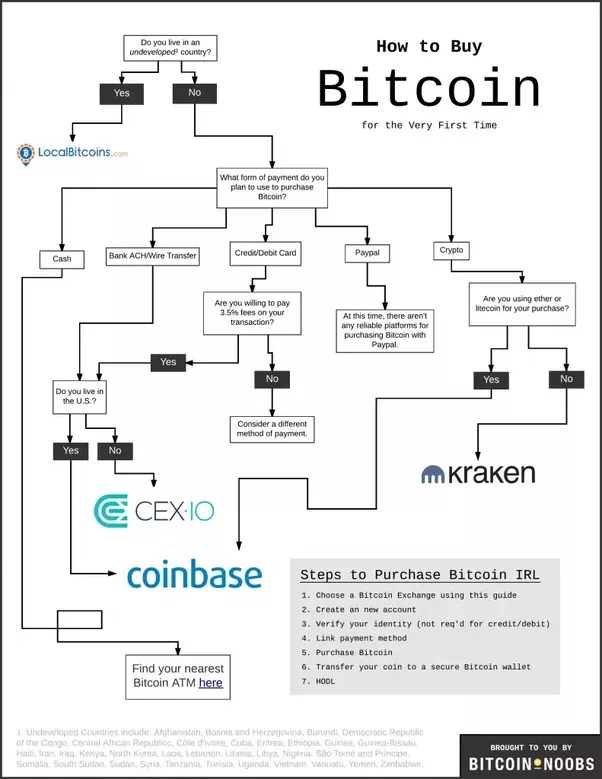 How to Buy
Bitcoin
for the Very First Time
Do you live in an
undeveloped¹ country?
Yes
No
LocalBitcoins.com
What form of payment do you
plan to use to purchase
Bitcoin?
Cash
Bank ACH/Wire Transfer
Credit/Debit Card
Paypal
Crypto
Are you willing to pay
3.5% fees on your
transaction?
At this time, there aren't
any reliable platforms for
purchasing Bitcoin with
Paypal.
Are you using ether or
litecoin for your purchase?
Yes
No
Yes
No
Do you live in
the U.S.?
Consider a different
method of payment.
Yes
No
kraken
CEX·IO
coinbase
Steps to Purchase Bitcoin IRL
1. Choose a Bitcoin Exchange using this guide
2. Create an new account
3. Verify your identity (not req'd for credit/debit)
4. Link payment method
5. Purchase Bitcoin
6. Transfer your coin to a secure Bitcoin wallet
7. HODL
Find your nearest
Bitcoin ATM here
1. Undeveloped Countries include: Afghanistan, Bosnia and Herzegovina, Burundi, Democrasic Republic
of the Congo, Central African Republicc, Côte d'Ivoire, Cuba, Eritrea, Ethiopia, Guinea, Guinea-Bissau,
Haiti, Iran, Iraq, Kenya, North Korea, Laos, Lebanon, Liberia, Libya, Nigeria, São Tomé and Príncipe,
Somalia, South Sudan, Sudan, Syria, Tanzania, Tunisia, Uganda, Vietnam, Vanuatu, Yemen, Zimbabwe.
BROUGHT TO YOU BY
BITCOIN NOOBS